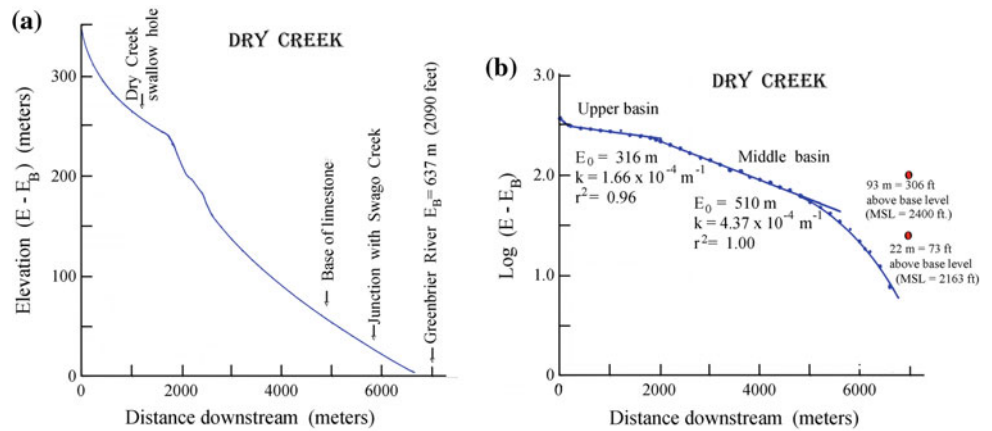 (a)
DRY CREEK
Elevation (E - E_B) (meters)
300
200
100
0
Dry Creek
swallow hole
Base of limestone
Junction with Swago Creek
Greenbrier River E_B = 637 m (2090 feet)
0 2000 4000 6000
Distance downstream (meters)
(b)
DRY CREEK
Log (E - E_B)
3.0
2.0
1.0
0
Upper basin
E₀ = 316 m
k = 1.66 x 10⁻⁴ m⁻¹
r² = 0.96
Middle basin
E₀ = 510 m
k = 4.37 x 10⁻⁴ m⁻¹
r² = 1.00
93 m = 306 ft
above base level
(MSL = 2400 ft.)
22 m = 73 ft
above base level
(MSL = 2163 ft)
0 2000 4000 6000
Distance downstream (meters)